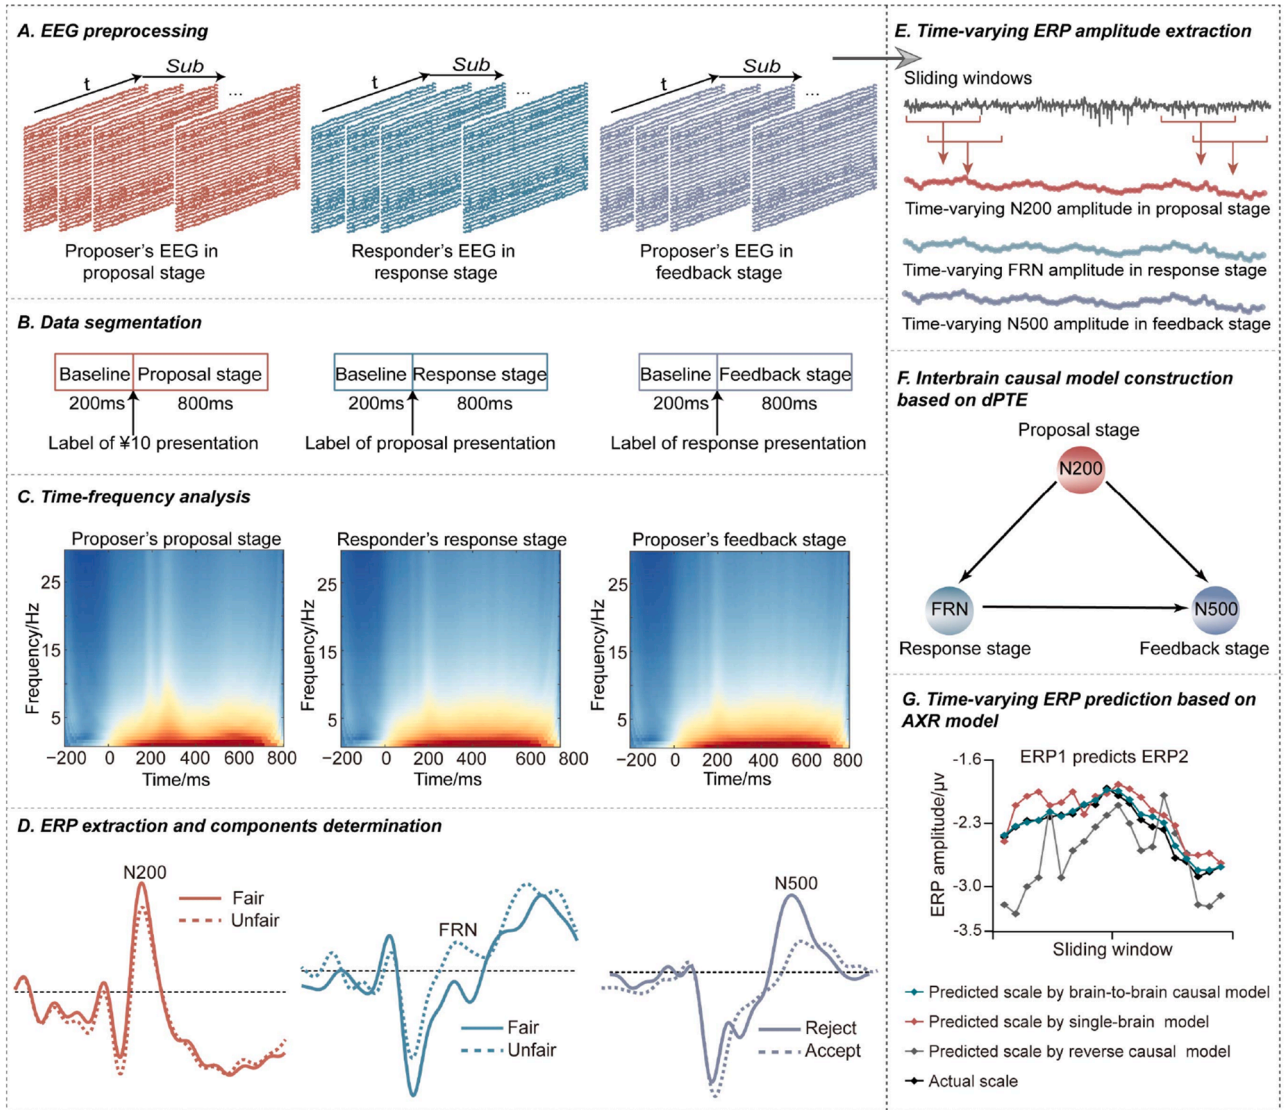 A. EEG preprocessing
t
Sub
...
t
Sub
...
t
Sub
...
Proposer's EEG in
proposal stage
Responder's EEG in
response stage
Proposer's EEG in
feedback stage
B. Data segmentation
Baseline
Proposal stage
200ms
800ms
Label of ¥10 presentation
Baseline
Response stage
200ms
800ms
Label of proposal presentation
Baseline
Feedback stage
200ms
800ms
Label of response presentation
C. Time-frequency analysis
Proposer's proposal stage
Frequency/Hz
25
15
5
−200 0 200 400 600 800
Time/ms
Responder's response stage
Frequency/Hz
25
15
5
−200 0 200 400 600 800
Time/ms
Proposer's feedback stage
Frequency/Hz
25
15
5
−200 0 200 400 600 800
Time/ms
D. ERP extraction and components determination
N200
Fair
Unfair
FRN
Fair
Unfair
N500
Reject
Accept
E. Time-varying ERP amplitude extraction
Sliding windows
Time-varying N200 amplitude in proposal stage
Time-varying FRN amplitude in response stage
Time-varying N500 amplitude in feedback stage
F. Interbrain causal model construction
based on dPTE
Proposal stage
N200
FRN
N500
Response stage
Feedback stage
G. Time-varying ERP prediction based on
AXR model
ERP1 predicts ERP2
ERP amplitude/μv
-1.6
-2.3
-3.0
-3.5
Sliding window
Predicted scale by brain-to-brain causal model
Predicted scale by single-brain model
Predicted scale by reverse causal model
Actual scale